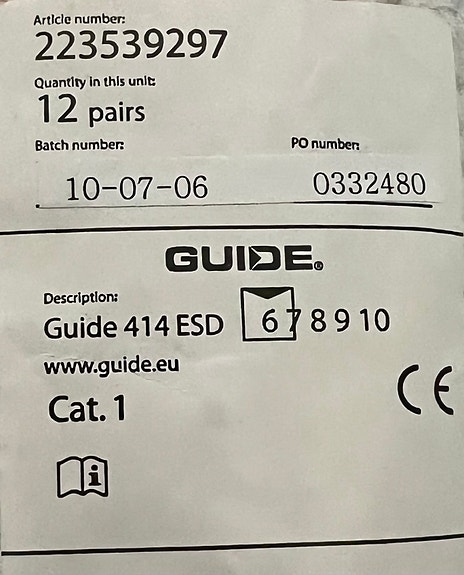 Article number:
223539297
Quantity in this unit:
12 pairs
Batch number: PO number:
10-07-06 0332480
GUIDE®
Description:
Guide 414 ESD 6 7 8 9 10
www.guide.eu
Cat. 1
CE
i